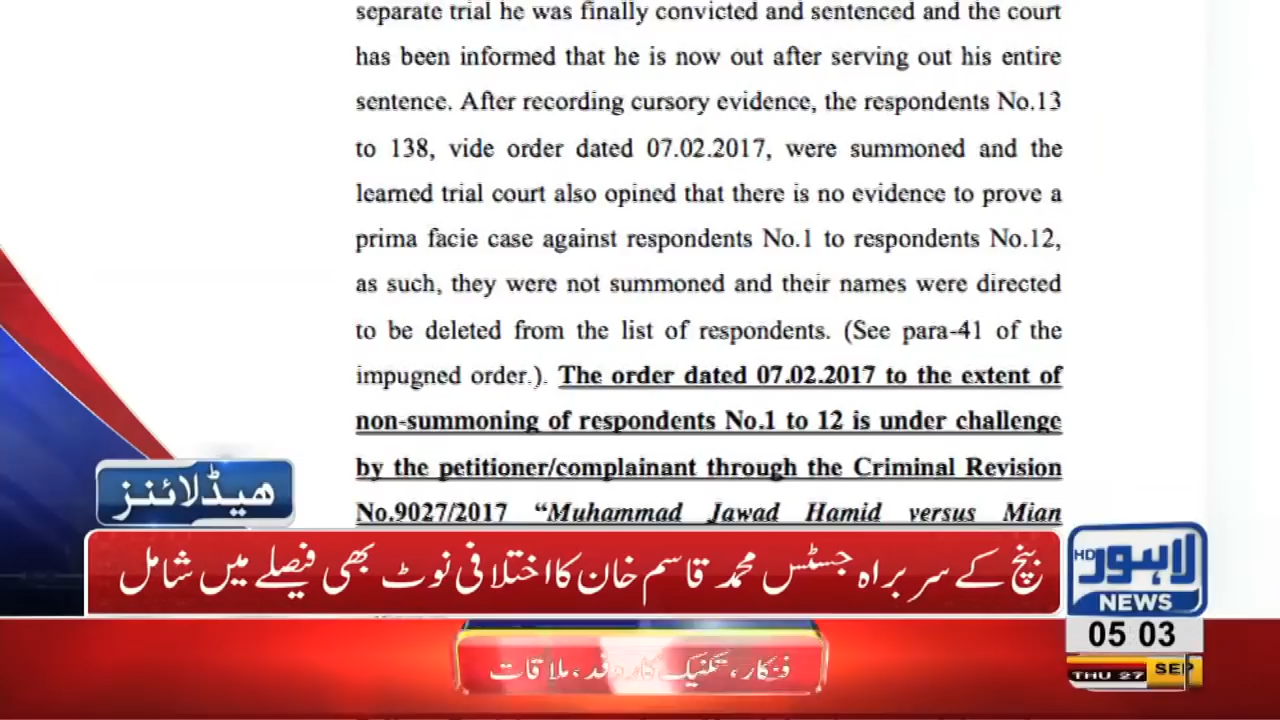 separate trial he was finally convicted and sentenced and the court
has been informed that he is now out after serving out his entire
sentence. After recording cursory evidence, the respondents No.13
to 138, vide order dated 07.02.2017, were summoned and the
learned trial court also opined that there is no evidence to prove a
prima facie case against respondents No.1 to respondents No.12,
as such, they were not summoned and their names were directed
to be deleted from the list of respondents. (See para-41 of the
impugned order.). The order dated 07.02.2017 to the extent of
non-summoning of respondents No.1 to 12 is under challenge
by the petitioner/complainant through the Criminal Revision
No.9027/2017 “Muhammad Jawad Hamid versus Mian
ھیڈلائنز
بنچ کے سربراہ جسٹس محمد قاسم خان کا اختلافی نوٹ بھی فیصلے میں شامل
لاہور HD
NEWS
05 03
THU 27 SEP
فنکار، تکنیک کار وفد، ملاقات